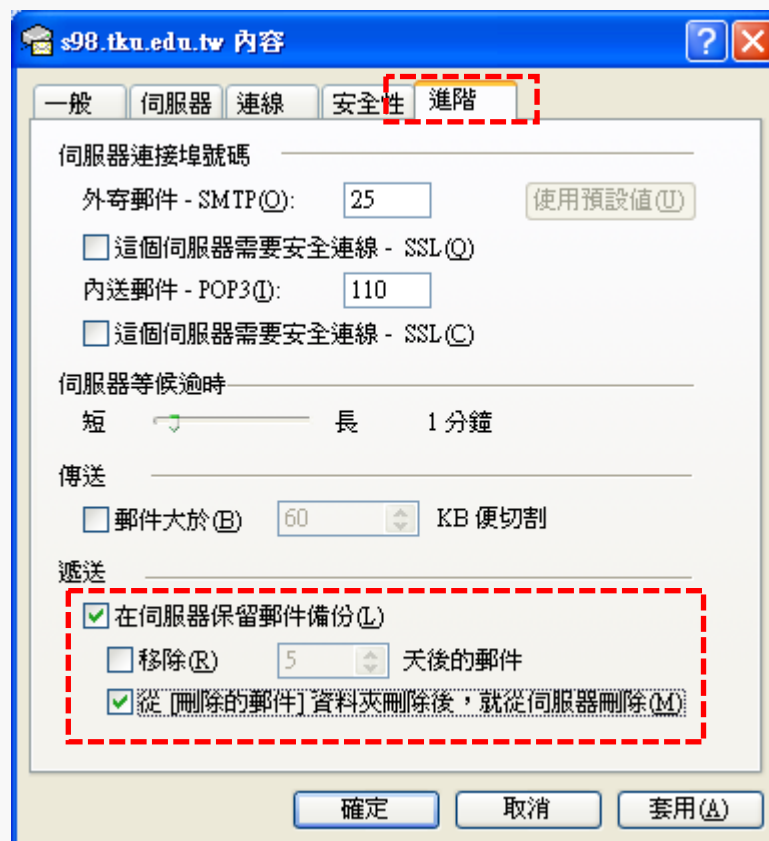 s98.tku.edu.tw 內容
一般 伺服器 連線 安全性 進階
伺服器連接埠號碼
外寄郵件 - SMTP(O): 25 使用預設值(U)
這個伺服器需要安全連線 - SSL(Q)
內送郵件 - POP3(I): 110
這個伺服器需要安全連線 - SSL(C)
伺服器等候逾時
短 長 1 分鐘
傳送
郵件大於(B) 60 KB 便切割
遞送
在伺服器保留郵件備份(L)
移除(R) 5 天後的郵件
從 [刪除的郵件] 資料夾刪除後，就從伺服器刪除(M)
確定 取消 套用(A)